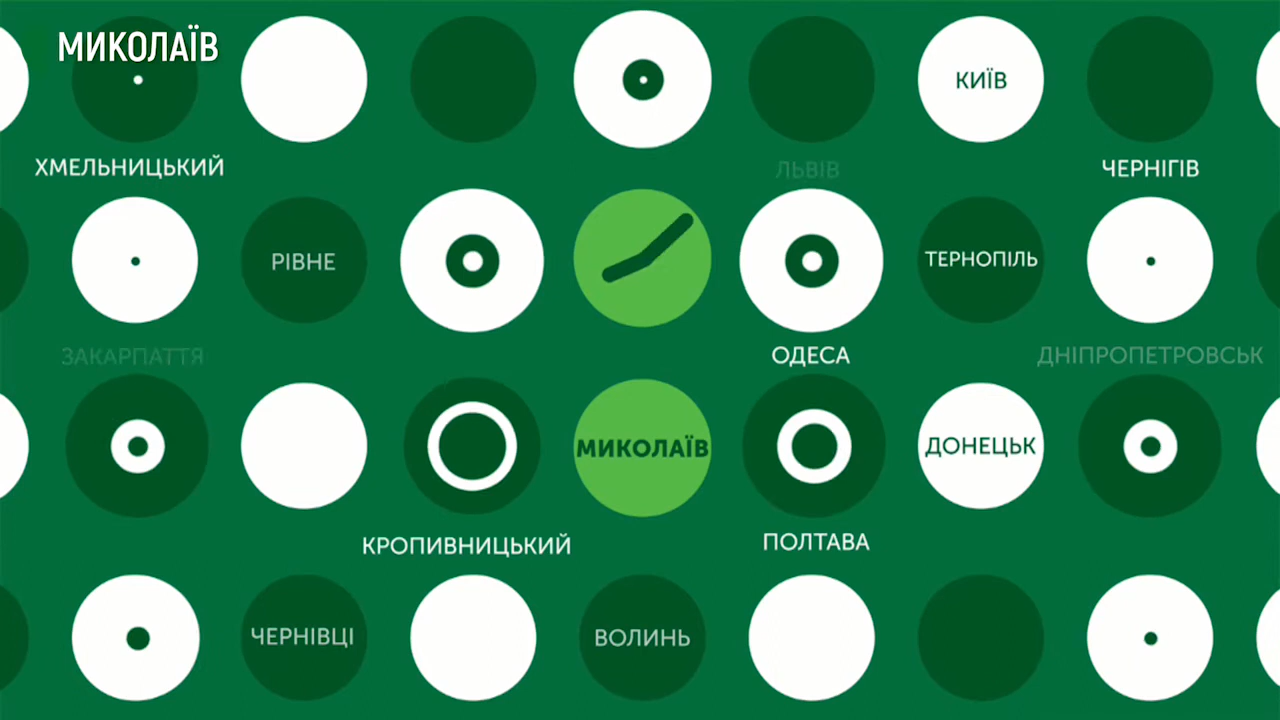 МИКОЛАЇВ
КИЇВ
ХМЕЛЬНИЦЬКИЙ
ЛЬВІВ
ЧЕРНІГІВ
РІВНЕ
ТЕРНОПІЛЬ
ЗАКАРПАТТЯ
ОДЕСА
ДНІПРОПЕТРОВСЬК
МИКОЛАЇВ
ДОНЕЦЬК
КРОПИВНИЦЬКИЙ
ПОЛТАВА
ЧЕРНІВЦІ
ВОЛИНЬ